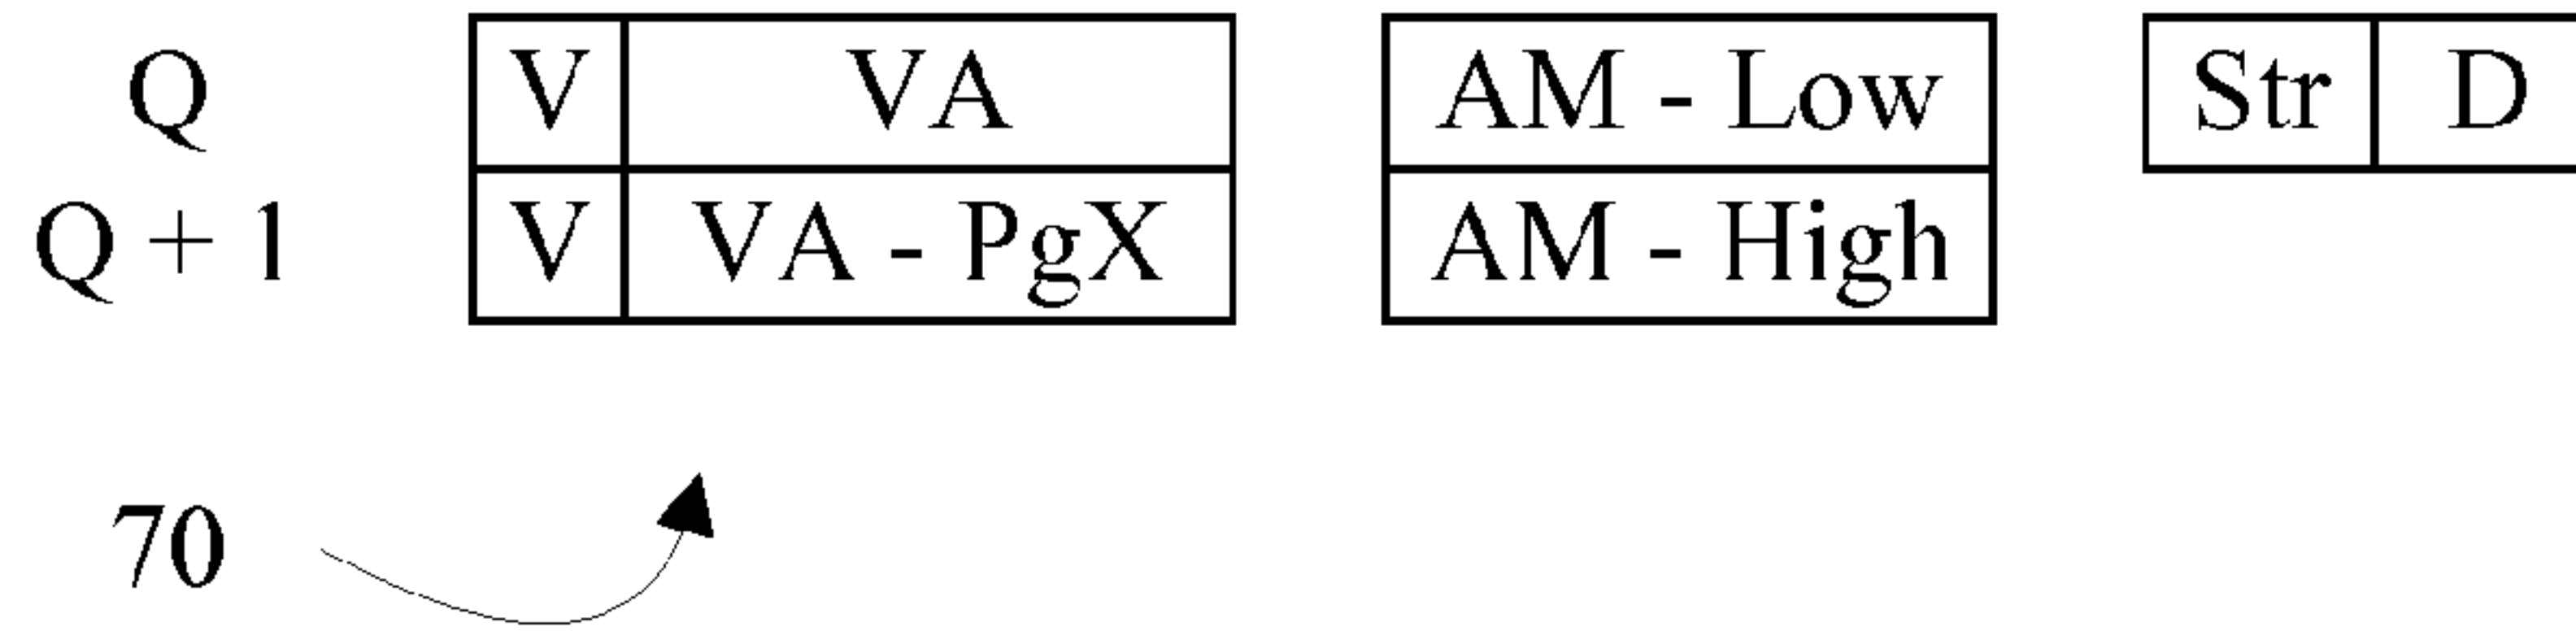 Q V VA AM - Low Str D
Q + 1 V VA - PgX AM - High
70